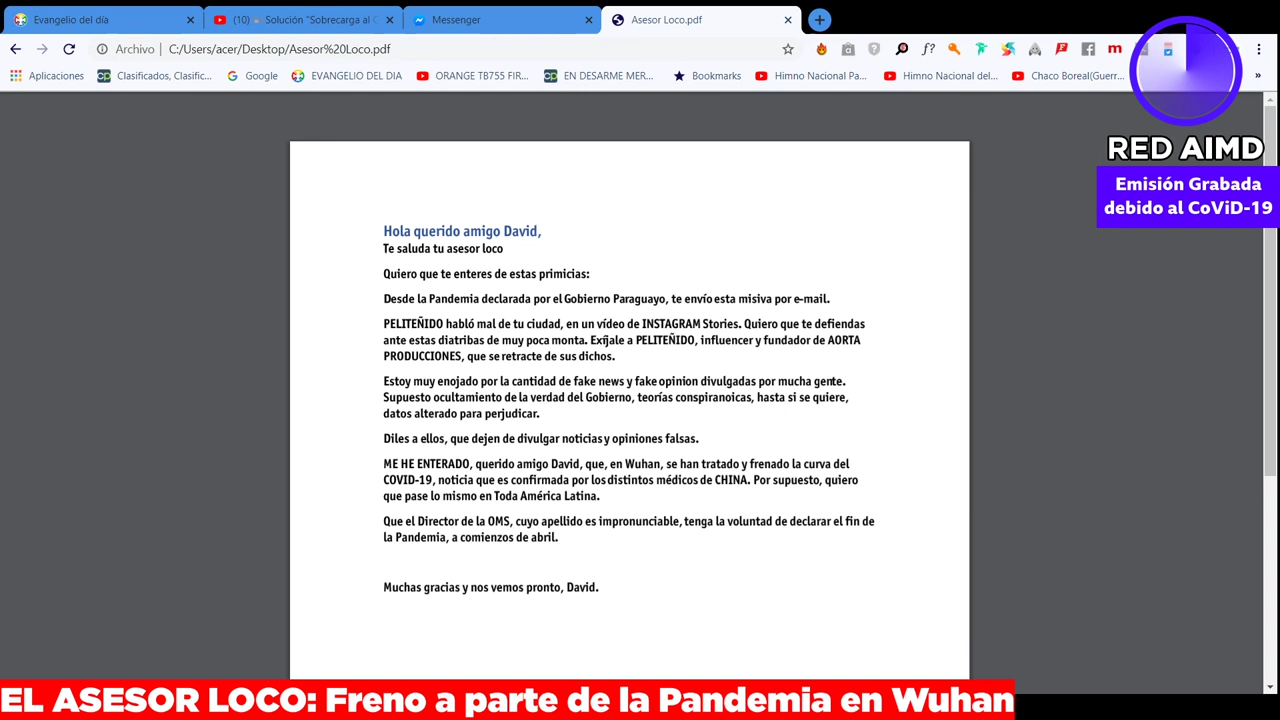 Evangelio del día
(10) Solución "Sobrecarga al C
Messenger
Asesor Loco.pdf
Archivo
C:/Users/acer/Desktop/Asesor%20Loco.pdf
f?
Aplicaciones
Clasificados, Clasific...
Google
EVANGELIO DEL DIA
ORANGE TB755 FIR...
EN DESARME MER...
Bookmarks
Himno Nacional Pa...
Himno Nacional del...
Chaco Boreal(Guerr...
»
RED AIMD
Emisión Grabada
debido al CoViD-19
Hola querido amigo David,
Te saluda tu asesor loco
Quiero que te enteres de estas primicias:
Desde la Pandemia declarada por el Gobierno Paraguayo, te envío esta misiva por e-mail.
PELITEÑIDO habló mal de tu ciudad, en un vídeo de INSTAGRAM Stories. Quiero que te defiendas
ante estas diatribas de muy poca monta. Exíjale a PELITEÑIDO, influencer y fundador de AORTA
PRODUCCIONES, que se retracte de sus dichos.
Estoy muy enojado por la cantidad de fake news y fake opinion divulgadas por mucha gente.
Supuesto ocultamiento de la verdad del Gobierno, teorías conspiranoicas, hasta si se quiere,
datos alterado para perjudicar.
Diles a ellos, que dejen de divulgar noticias y opiniones falsas.
ME HE ENTERADO, querido amigo David, que, en Wuhan, se han tratado y frenado la curva del
COVID-19, noticia que es confirmada por los distintos médicos de CHINA. Por supuesto, quiero
que pase lo mismo en Toda América Latina.
Que el Director de la OMS, cuyo apellido es impronunciable, tenga la voluntad de declarar el fin de
la Pandemia, a comienzos de abril.
Muchas gracias y nos vemos pronto, David.
EL ASESOR LOCO: Freno a parte de la Pandemia en Wuhan